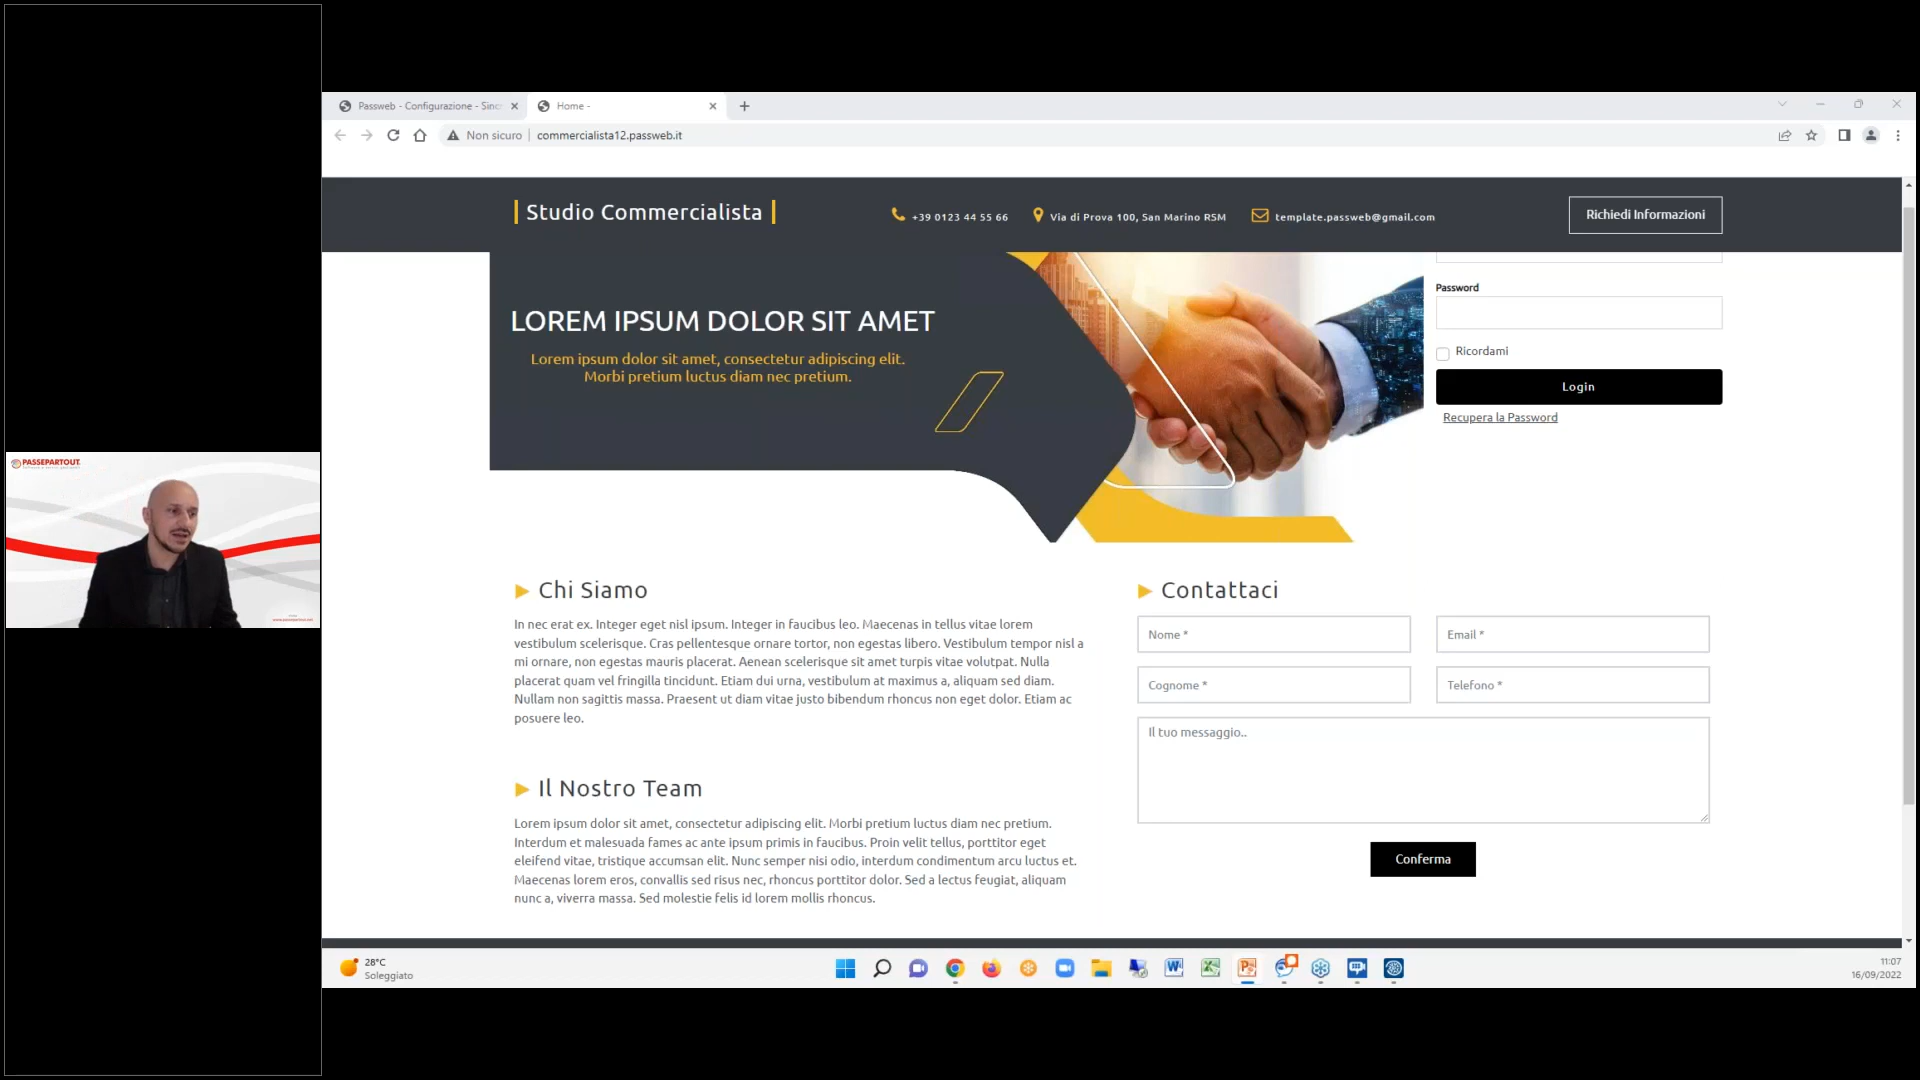 Passweb - Configurazione - Sinc
Home -
Non sicuro
commercialista12.passweb.it
Studio Commercialista
+39 0123 44 55 66
Via di Prova 100, San Marino RSM
template.passweb@gmail.com
Richiedi Informazioni
LOREM IPSUM DOLOR SIT AMET
Lorem ipsum dolor sit amet, consectetur adipiscing elit.
Morbi pretium luctus diam nec pretium.
Password
Ricordami
Login
Recupera la Password
PASSEPARTOUT
Chi Siamo
In nec erat ex. Integer eget nisl ipsum. Integer in faucibus leo. Maecenas in tellus vitae lorem
vestibulum scelerisque. Cras pellentesque ornare tortor, non egestas libero. Vestibulum tempor nisl a
mi ornare, non egestas mauris placerat. Aenean scelerisque sit amet turpis vitae volutpat. Nulla
placerat quam vel fringilla tincidunt. Etiam dui urna, vestibulum at maximus a, aliquam sed diam.
Nullam non sagittis massa. Praesent ut diam vitae justo bibendum rhoncus non eget dolor. Etiam ac
posuere leo.
Il Nostro Team
Lorem ipsum dolor sit amet, consectetur adipiscing elit. Morbi pretium luctus diam nec pretium.
Interdum et malesuada fames ac ante ipsum primis in faucibus. Proin velit tellus, porttitor eget
eleifend vitae, tristique accumsan elit. Nunc semper nisi odio, interdum condimentum arcu luctus et.
Maecenas lorem eros, convallis sed risus nec, rhoncus porttitor dolor. Sed a lectus feugiat, aliquam
nunc a, viverra massa. Sed molestie felis id lorem mollis rhoncus.
Contattaci
Nome *
Email *
Cognome *
Telefono *
Il tuo messaggio..
Conferma
28°C
Soleggiato
11:07
16/09/2022